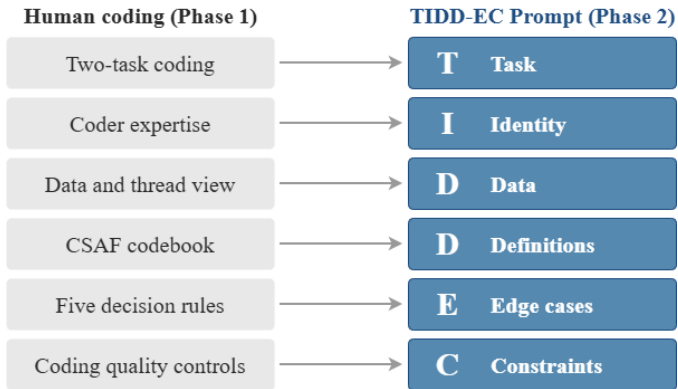 Human coding (Phase 1) TIDD-EC Prompt (Phase 2)
Two-task coding T Task
Coder expertise I Identity
Data and thread view D Data
CSAF codebook D Definitions
Five decision rules E Edge cases
Coding quality controls C Constraints